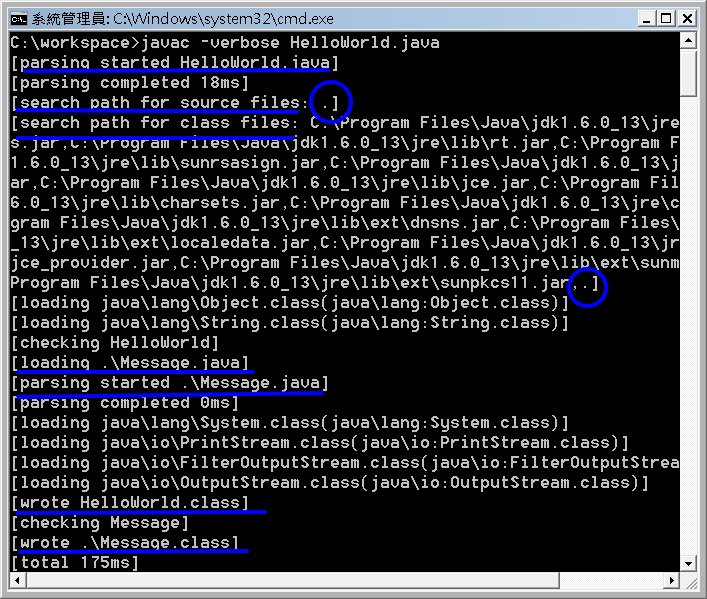 系統管理員: C:\Windows\system32\cmd.exe
C:\workspace>javac -verbose HelloWorld.java
[parsing started HelloWorld.java]
[parsing completed 18ms]
[search path for source files: .]
[search path for class files: C:\Program Files\Java\jdk1.6.0_13\jre
s.jar,C:\Program Files\Java\jdk1.6.0_13\jre\lib\rt.jar,C:\Program F
1.6.0_13\jre\lib\sunrsasign.jar,C:\Program Files\Java\jdk1.6.0_13\j
ar,C:\Program Files\Java\jdk1.6.0_13\jre\lib\jce.jar,C:\Program Fil
6.0_13\jre\lib\charsets.jar,C:\Program Files\Java\jdk1.6.0_13\jre\c
gram Files\Java\jdk1.6.0_13\jre\lib\ext\dnsns.jar,C:\Program Files\
_13\jre\lib\ext\localedata.jar,C:\Program Files\Java\jdk1.6.0_13\jr
jce_provider.jar,C:\Program Files\Java\jdk1.6.0_13\jre\lib\ext\sunm
Program Files\Java\jdk1.6.0_13\jre\lib\ext\sunpkcs11.jar,.]
[loading java\lang\Object.class(java\lang:Object.class)]
[loading java\lang\String.class(java\lang:String.class)]
[checking HelloWorld]
[loading .\Message.java]
[parsing started .\Message.java]
[parsing completed 0ms]
[loading java\lang\System.class(java\lang:System.class)]
[loading java\io\PrintStream.class(java\io:PrintStream.class)]
[loading java\io\FilterOutputStream.class(java\io:FilterOutputStrea
[loading java\io\OutputStream.class(java\io:OutputStream.class)]
[wrote HelloWorld.class]
[checking Message]
[wrote .\Message.class]
[total 175ms]